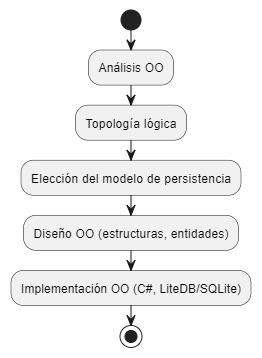 Análisis OO
Topología lógica
Elección del modelo de persistencia
Diseño OO (estructuras, entidades)
Implementación OO (C#, LiteDB/SQLite)